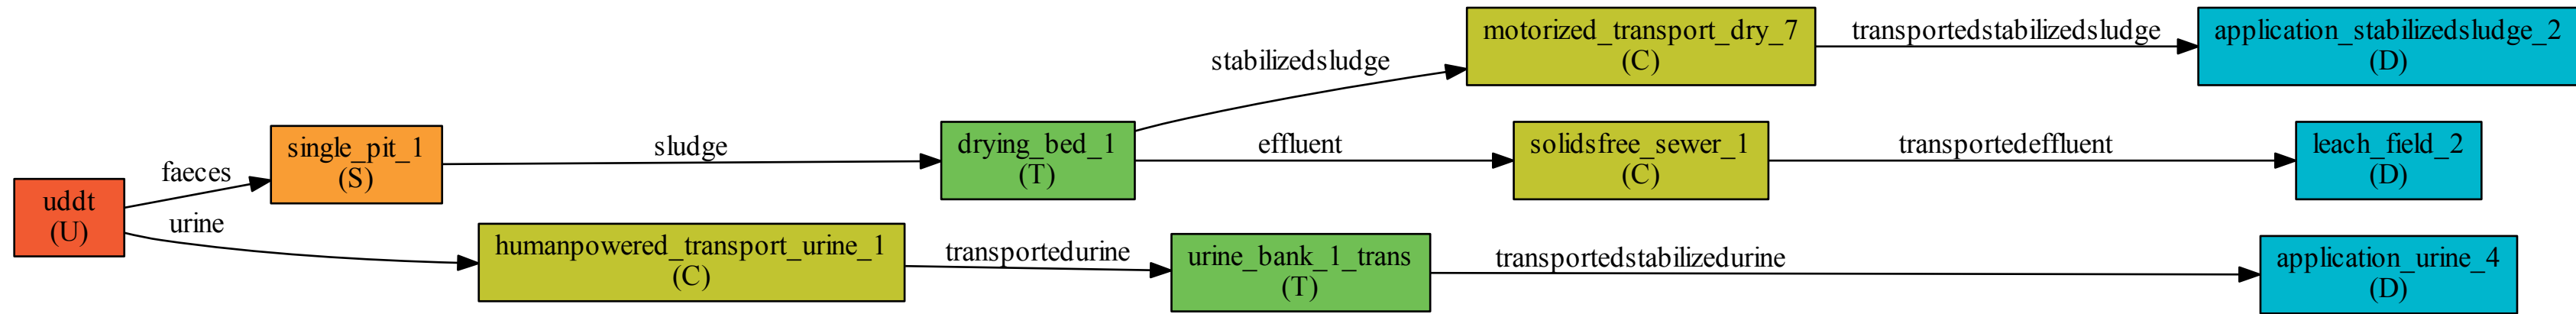 uddt
(U)
faeces
urine
single_pit_1
(S)
sludge
humanpowered_transport_urine_1
(C)
transportedurine
drying_bed_1
(T)
stabilizedsludge
effluent
urine_bank_1_trans
(T)
transportedstabilizedurine
motorized_transport_dry_7
(C)
transportedstabilizedsludge
solidsfree_sewer_1
(C)
transportedeffluent
application_stabilizedsludge_2
(D)
leach_field_2
(D)
application_urine_4
(D)